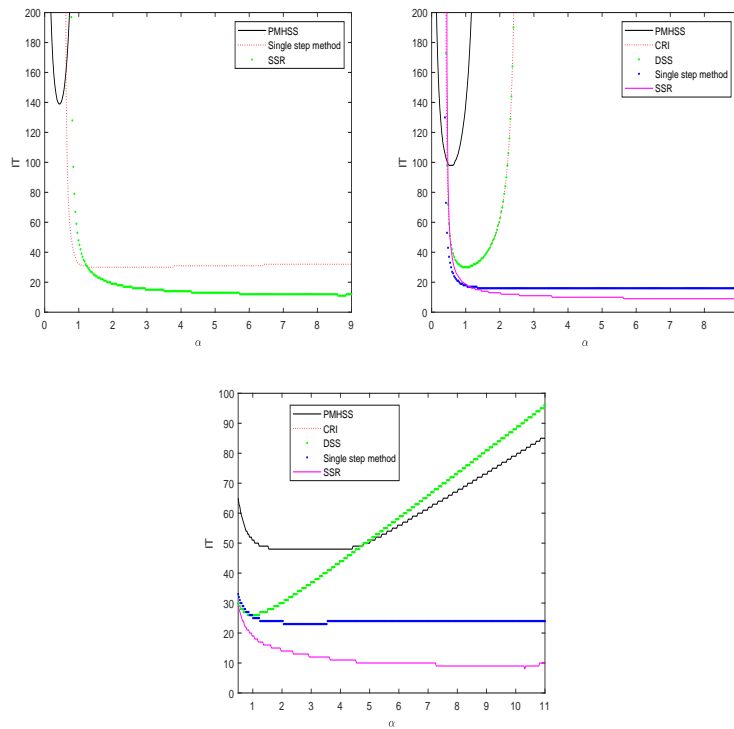 200
180
160
140
120
100
80
60
40
20
0
IT
0 1 2 3 4 5 6 7 8 9
α
PMHSS
Single step method
SSR
200
180
160
140
120
100
80
60
40
20
0
IT
0 1 2 3 4 5 6 7 8
α
PMHSS
CRI
DSS
Single step method
SSR
100
90
80
70
60
50
40
30
20
10
0
IT
1 2 3 4 5 6 7 8 9 10 11
α
PMHSS
CRI
DSS
Single step method
SSR